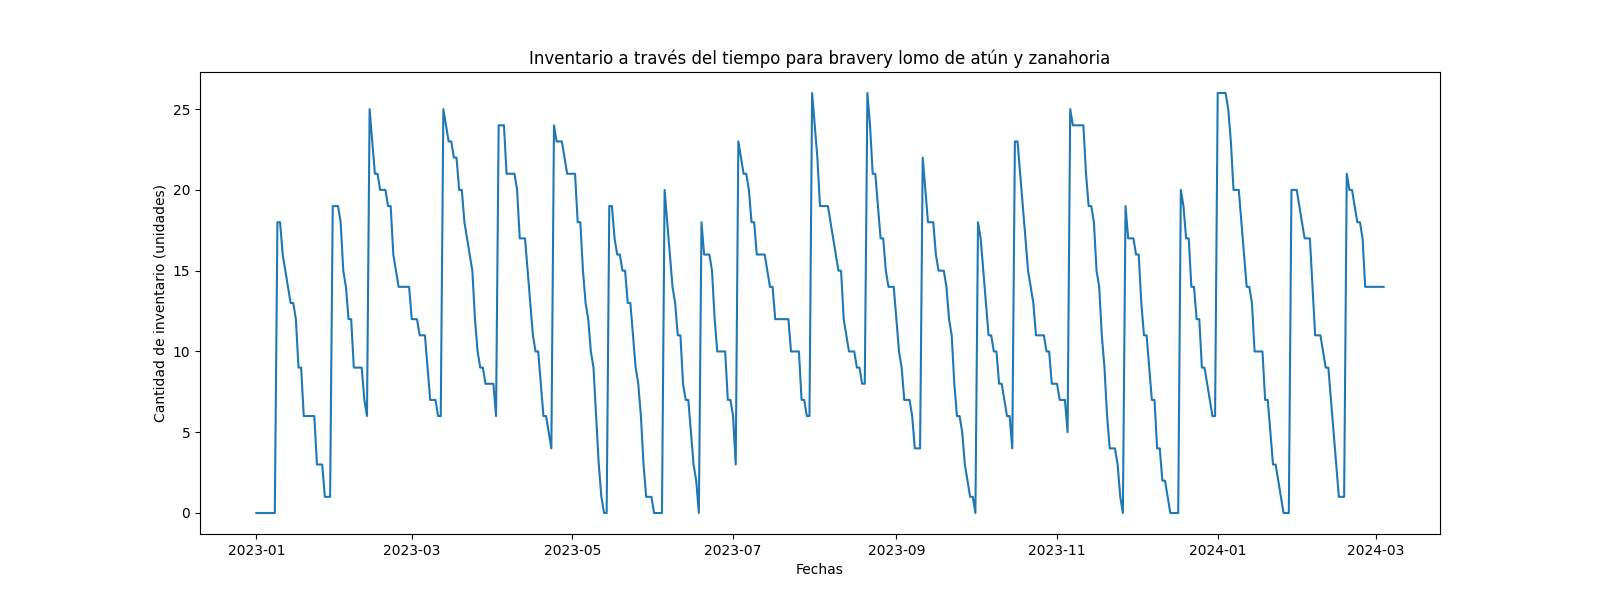 Inventario a través del tiempo para bravery lomo de atún y zanahoria
Cantidad de inventario (unidades)
25
20
15
10
5
0
2023-01 2023-03 2023-05 2023-07 2023-09 2023-11 2024-01 2024-03
Fechas